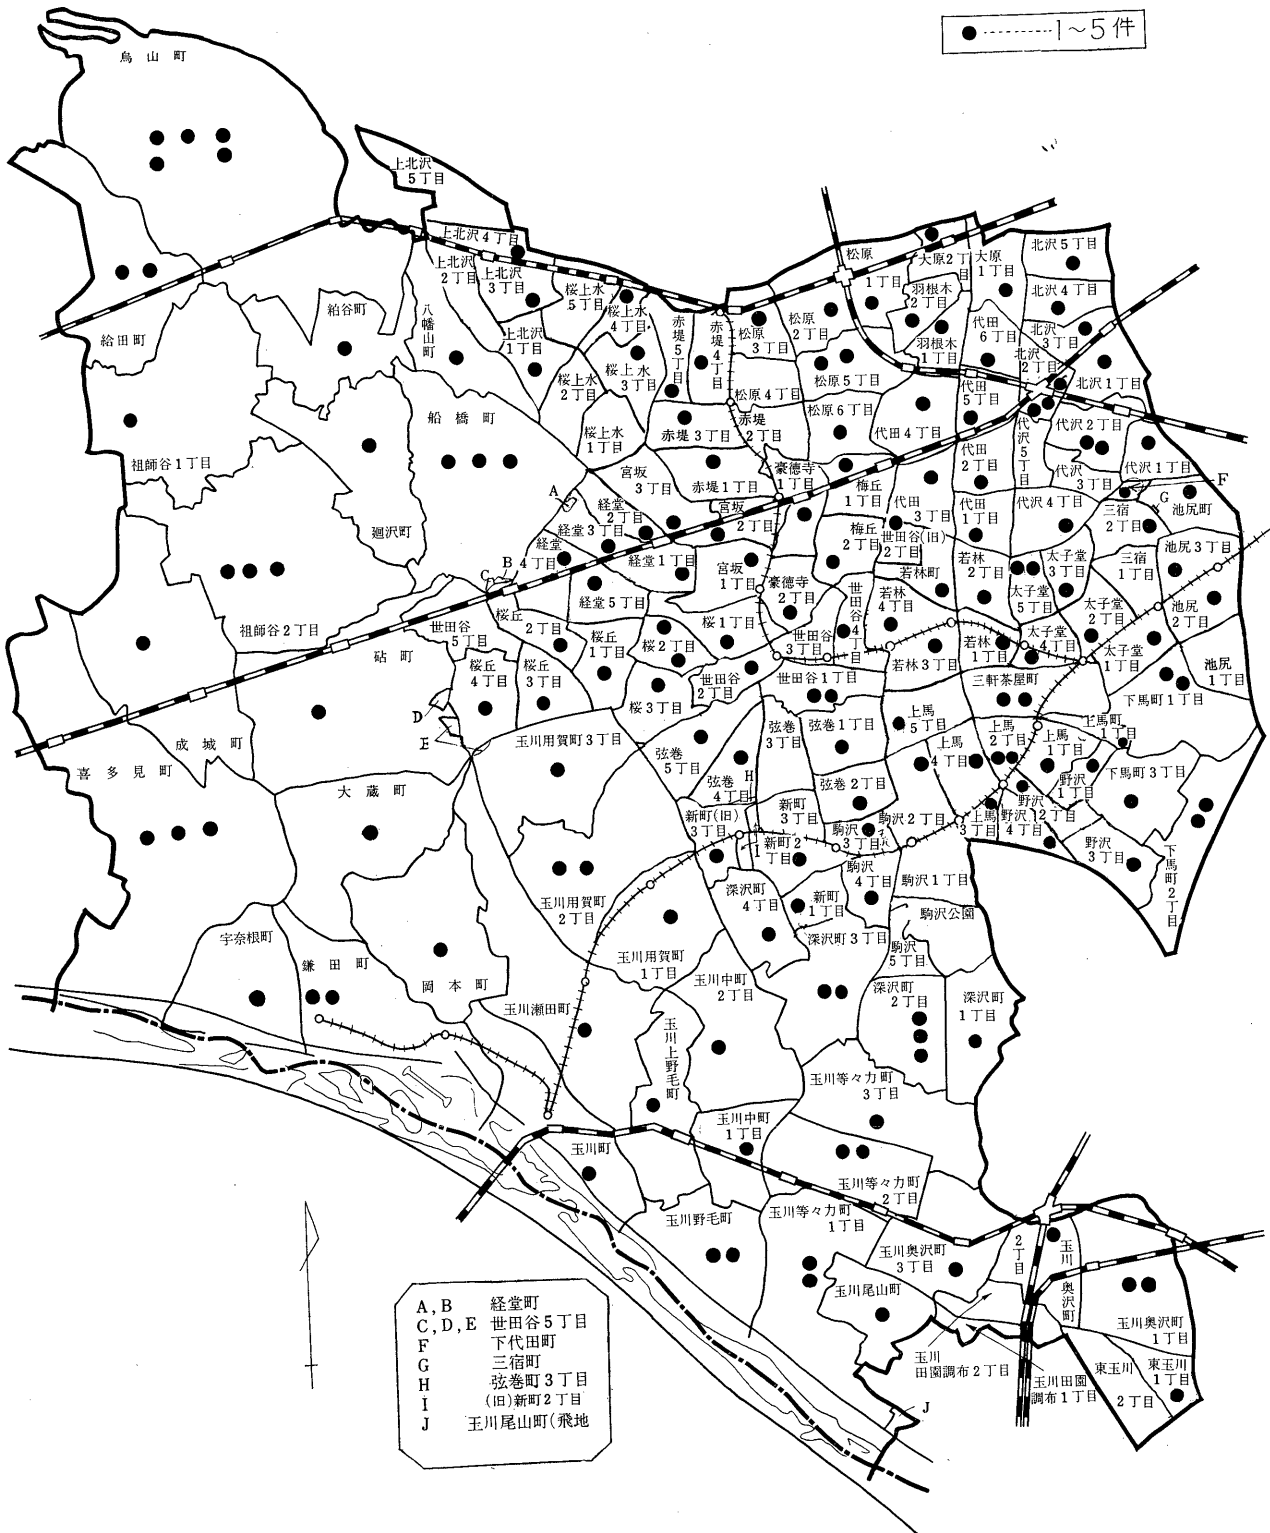 ●---------1～5件
烏山町
上北沢
5丁目
上北沢4丁目
上北沢
2丁目
上北沢
3丁目
上北沢
1丁目
桜上水
5丁目
桜上水
4丁目
桜上水
3丁目
桜上水
2丁目
桜上水
1丁目
八幡山町
粕谷町
給田町
船橋町
祖師谷1丁目
廻沢町
祖師谷2丁目
赤堤5丁目
赤堤4丁目
赤堤3丁目
赤堤
2丁目
赤堤1丁目
松原
1丁目
松原
2丁目
松原
3丁目
松原4丁目
松原5丁目
松原6丁目
大原2丁目
大原
1丁目
羽根木
2丁目
羽根木
1丁目
北沢5丁目
北沢4丁目
北沢
3丁目
北沢
2丁目
北沢1丁目
代田
6丁目
代田
5丁目
代田4丁目
代田
3丁目
代田
2丁目
代田
1丁目
代沢5丁目
代沢2丁目
代沢
3丁目
代沢1丁目
代沢4丁目
F
G
池尻町
三宿
2丁目
三宿
1丁目
池尻3丁目
池尻
2丁目
池尻
1丁目
宮坂
3丁目
宮坂
2丁目
宮坂
1丁目
豪徳寺
1丁目
豪徳寺
2丁目
梅丘
1丁目
梅丘
2丁目
世田谷(旧)
2丁目
若林町
若林
2丁目
若林
4丁目
若林3丁目
若林
1丁目
太子堂
3丁目
太子堂
5丁目
太子堂
4丁目
太子堂
2丁目
太子堂
1丁目
A
B
C
経堂
2丁目
経堂3丁目
経堂
4丁目
経堂1丁目
経堂5丁目
世田谷
5丁目
砧町
桜丘
2丁目
桜丘
1丁目
桜丘
4丁目
桜丘
3丁目
桜1丁目
桜2丁目
桜3丁目
世田谷4丁目
世田谷
3丁目
世田谷
2丁目
世田谷1丁目
三軒茶屋町
下馬町1丁目
D
E
成城町
喜多見町
大蔵町
玉川用賀町3丁目
弦巻
5丁目
弦巻
4丁目
弦巻
3丁目
弦巻1丁目
弦巻2丁目
H
上馬
5丁目
上馬
4丁目
上馬
2丁目
上馬
1丁目
上馬町
1丁目
上馬
3丁目
野沢
1丁目
野沢
2丁目
野沢
4丁目
野沢
3丁目
下馬町3丁目
下馬町2丁目
新町(旧)
3丁目
新町
3丁目
新町2
丁目
I
新町
1丁目
駒沢
3丁目
駒沢2丁目
駒沢
4丁目
駒沢1丁目
駒沢公園
駒沢
5丁目
深沢町
4丁目
深沢町3丁目
深沢町
2丁目
深沢町
1丁目
玉川用賀町
2丁目
玉川用賀町
1丁目
宇奈根町
鎌田町
岡本町
玉川瀬田町
玉川中町
2丁目
玉川上野毛町
玉川中町
1丁目
玉川等々力町
3丁目
玉川等々力町
2丁目
玉川等々力町
1丁目
玉川町
玉川野毛町
玉川奥沢町
3丁目
2丁目
玉川奥沢町
玉川奥沢町
1丁目
玉川尾山町
玉川
田園調布2丁目
玉川田園
調布1丁目
東玉川
2丁目
東玉川
1丁目
J
A, B 経堂町
C, D, E 世田谷5丁目
F 下代田町
G 三宿町
H 弦巻町3丁目
I (旧)新町2丁目
J 玉川尾山町(飛地